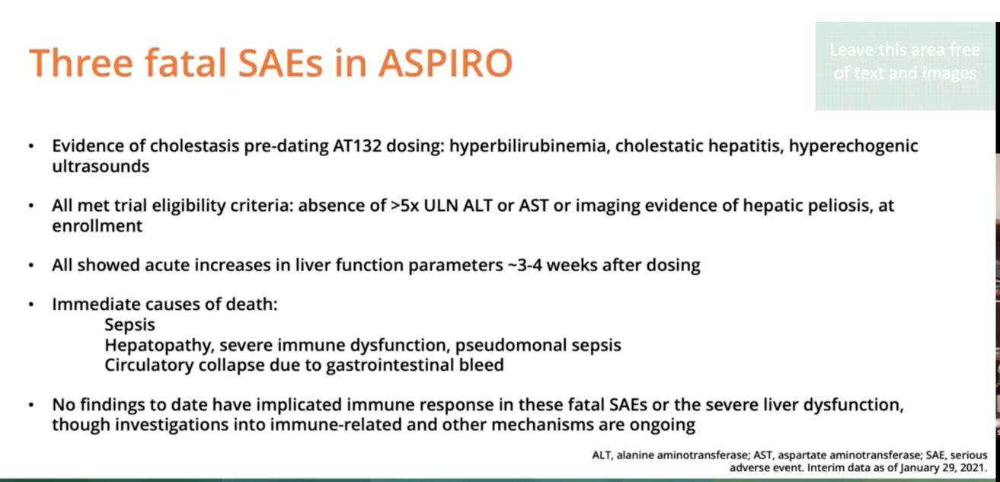 Three fatal SAEs in ASPIRO
Leave this area free
of text and images
• Evidence of cholestasis pre-dating AT132 dosing: hyperbilirubinemia, cholestatic hepatitis, hyperechogenic
ultrasounds
• All met trial eligibility criteria: absence of >5x ULN ALT or AST or imaging evidence of hepatic peliosis, at
enrollment
• All showed acute increases in liver function parameters ~3-4 weeks after dosing
• Immediate causes of death:
Sepsis
Hepatopathy, severe immune dysfunction, pseudomonal sepsis
Circulatory collapse due to gastrointestinal bleed
• No findings to date have implicated immune response in these fatal SAEs or the severe liver dysfunction,
though investigations into immune-related and other mechanisms are ongoing
ALT, alanine aminotransferase; AST, aspartate aminotransferase; SAE, serious
adverse event. Interim data as of January 29, 2021.